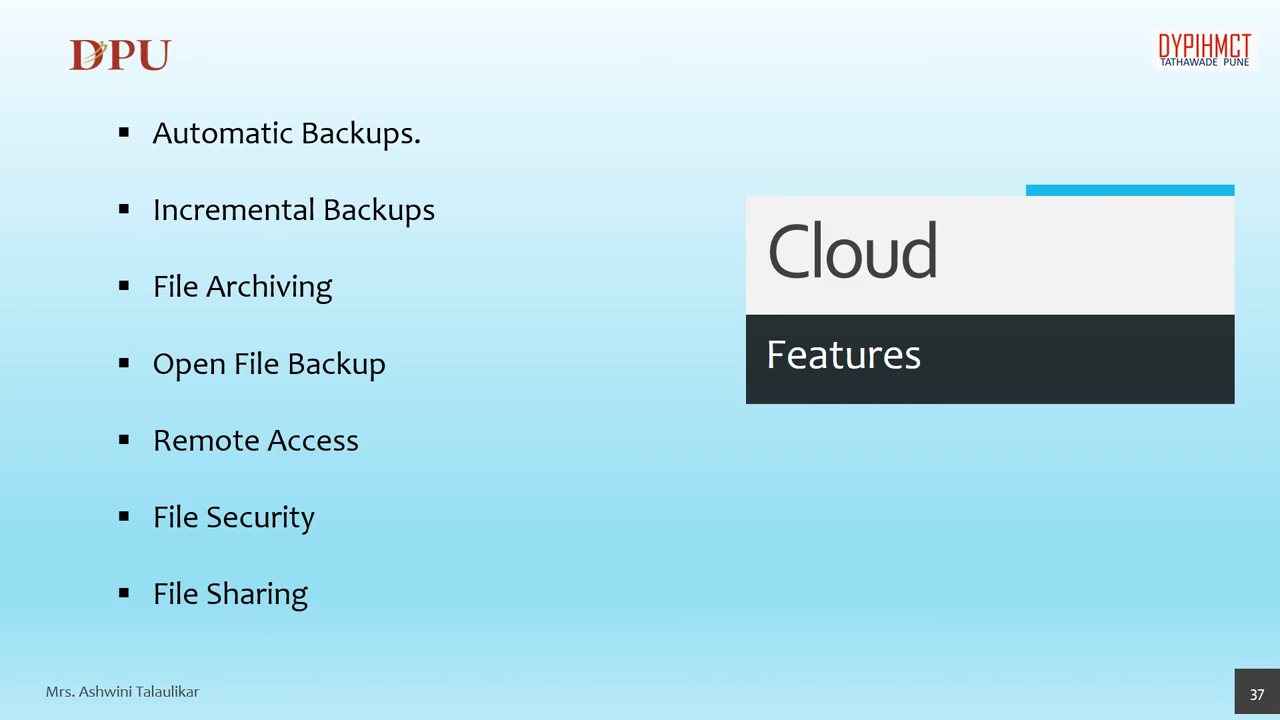 DPU
DYPIHMCT
TATHAWADE PUNE
▪ Automatic Backups.
▪ Incremental Backups
▪ File Archiving
▪ Open File Backup
▪ Remote Access
▪ File Security
▪ File Sharing
Cloud
Features
Mrs. Ashwini Talaulikar
37